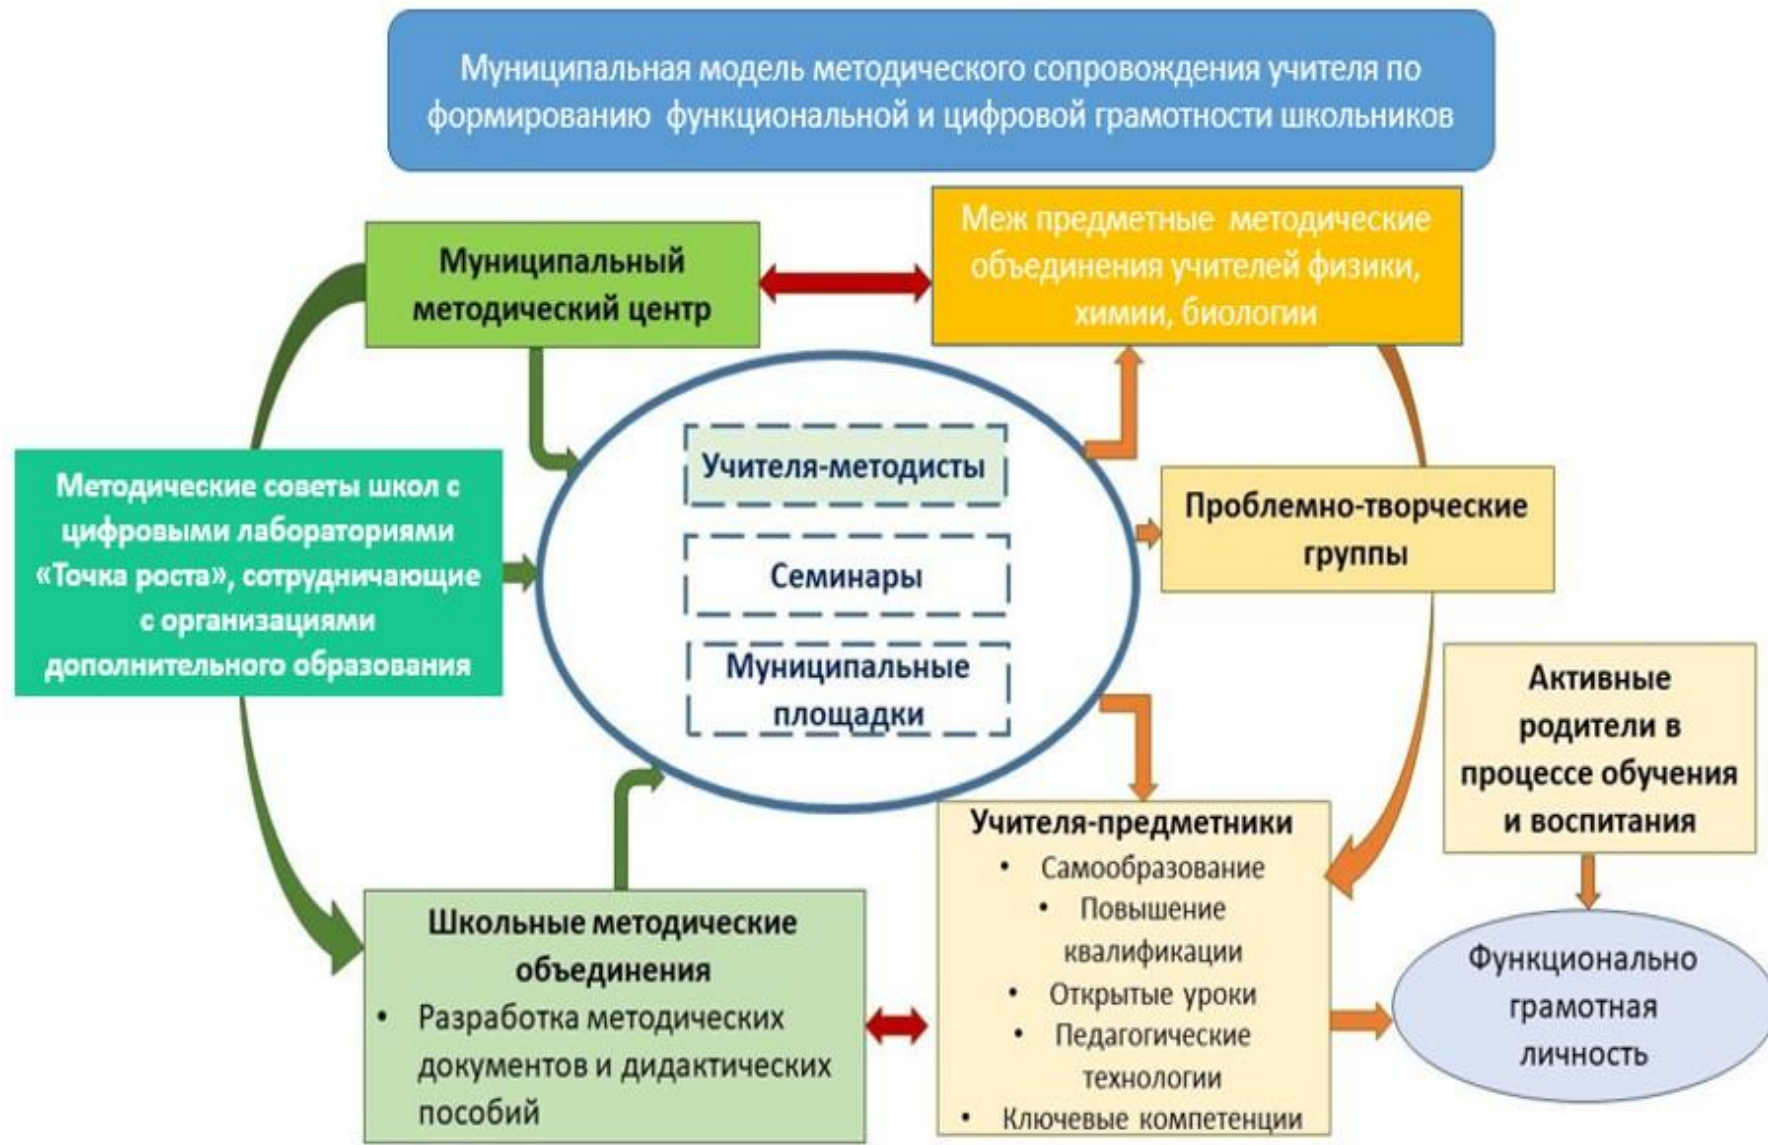 Муниципальная модель методического сопровождения учителя по
формированию функциональной и цифровой грамотности школьников
Муниципальный
методический центр
Меж предметные методические
объединения учителей физики,
химии, биологии
Методические советы школ с
цифровыми лабораториями
«Точка роста», сотрудничающие
с организациями
дополнительного образования
Учителя-методисты
Семинары
Муниципальные
площадки
Проблемно-творческие
группы
Активные
родители в
процессе обучения
и воспитания
Школьные методические
объединения
• Разработка методических
документов и дидактических
пособий
Учителя-предметники
• Самообразование
• Повышение
квалификации
• Открытые уроки
• Педагогические
технологии
• Ключевые компетенции
Функционально
грамотная
личность